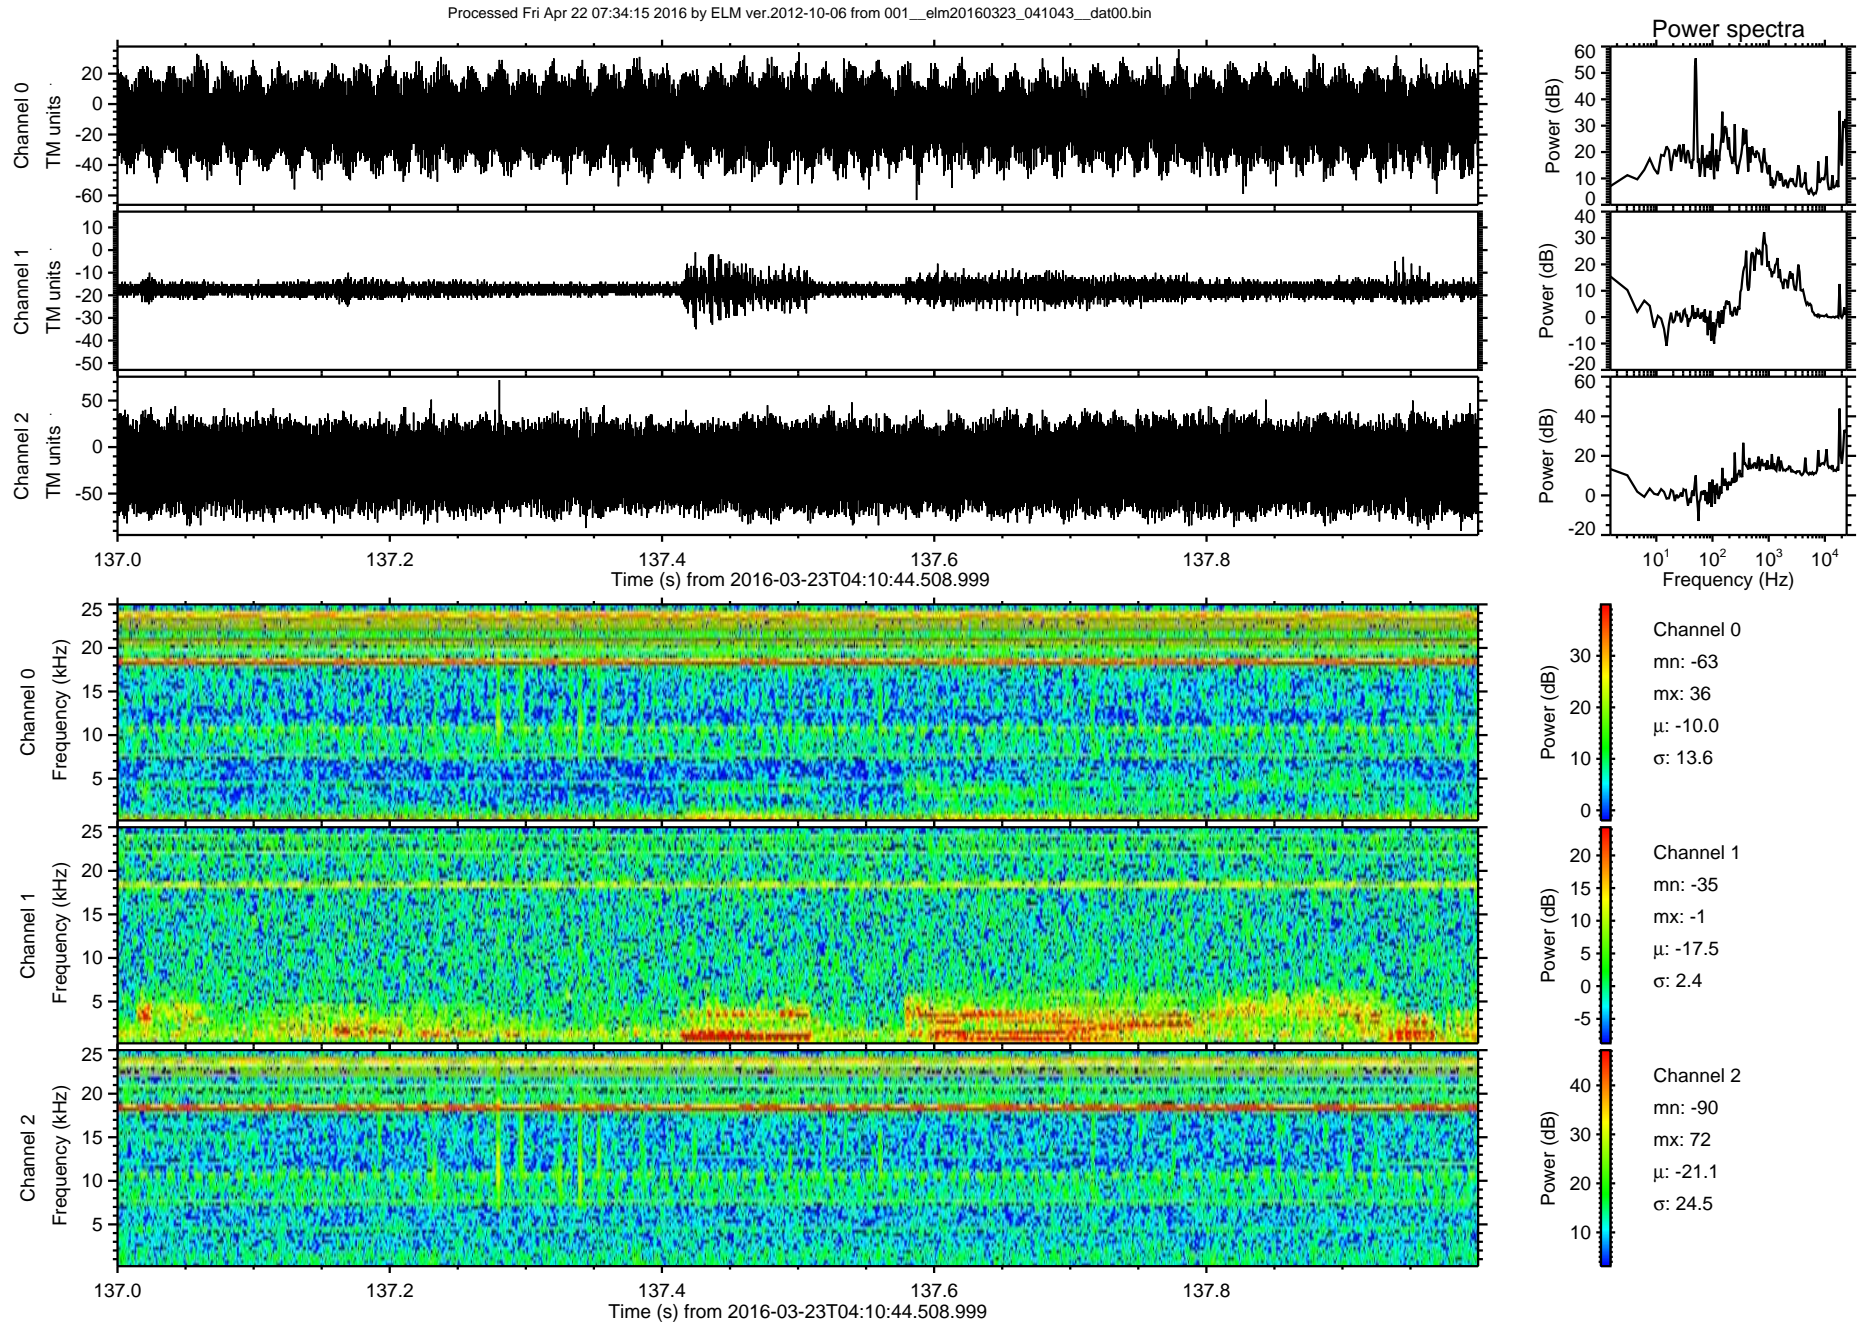 Processed Fri Apr 22 07:34:15 2016 by ELM ver.2012-10-06 from 001__elm20160323_041043__dat00.bin
Power spectra
Channel 0
TM units
20
0
-20
-40
-60
Power (dB)
60
50
40
30
20
10
0
Channel 1
TM units
10
0
-10
-20
-30
-40
-50
Power (dB)
40
30
20
10
0
-10
-20
Channel 2
TM units
50
0
-50
Power (dB)
60
40
20
0
-20
137.0 137.2 137.4 137.6 137.8
Time (s) from 2016-03-23T04:10:44.508.999
10¹ 10² 10³ 10⁴
Frequency (Hz)
Channel 0
Frequency (kHz)
25
20
15
10
5
Power (dB)
30
20
10
0
Channel 0
mn: -63
mx: 36
μ: -10.0
σ: 13.6
Channel 1
Frequency (kHz)
25
20
15
10
5
Power (dB)
20
15
10
5
0
-5
Channel 1
mn: -35
mx: -1
μ: -17.5
σ: 2.4
Channel 2
Frequency (kHz)
25
20
15
10
5
Power (dB)
40
30
20
10
Channel 2
mn: -90
mx: 72
μ: -21.1
σ: 24.5
137.0 137.2 137.4 137.6 137.8
Time (s) from 2016-03-23T04:10:44.508.999